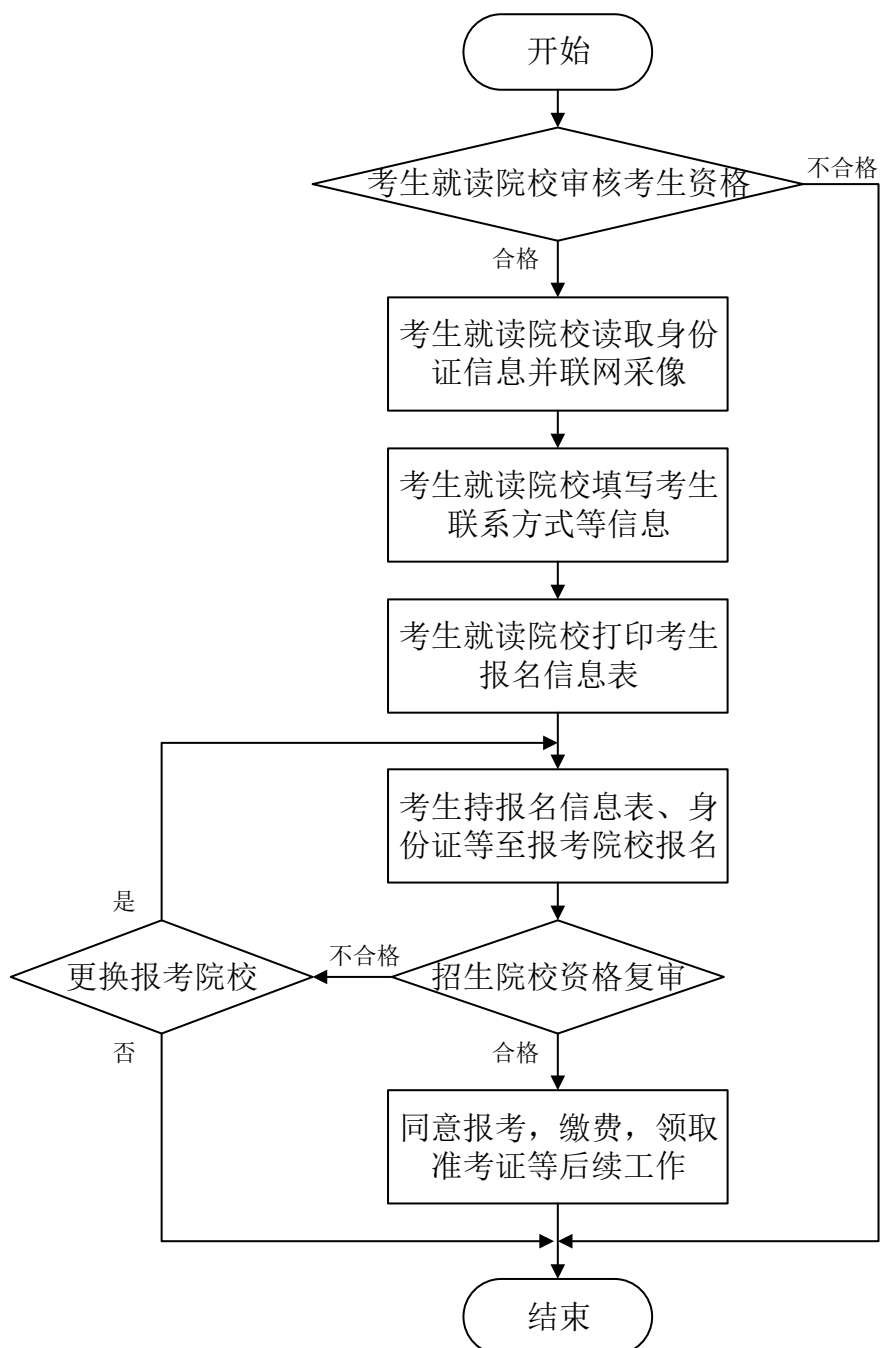 开始
考生就读院校审核考生资格
不合格
合格
考生就读院校读取身份
证信息并联网采像
考生就读院校填写考生
联系方式等信息
考生就读院校打印考生
报名信息表
考生持报名信息表、身
份证等至报考院校报名
是
更换报考院校
不合格
招生院校资格复审
否
合格
同意报考，缴费，领取
准考证等后续工作
结束